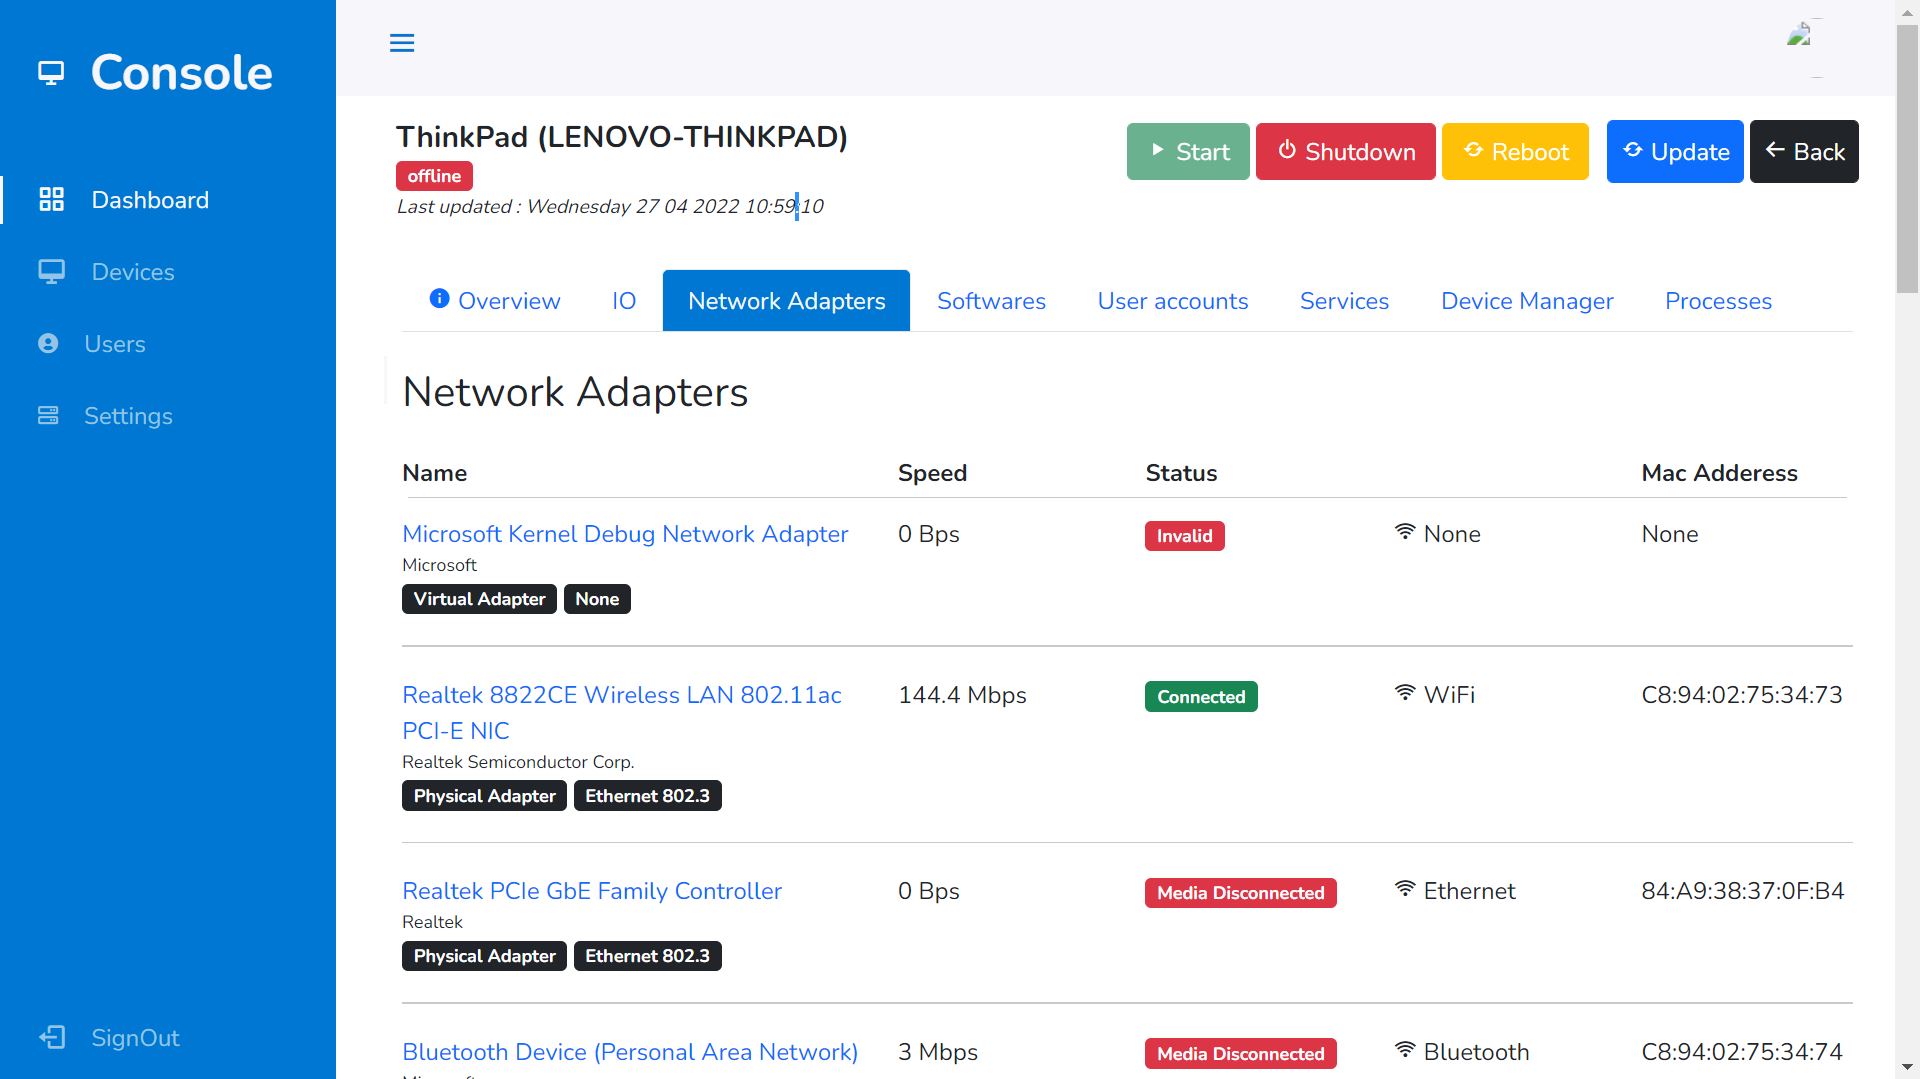 Console
Dashboard
Devices
Users
Settings
SignOut
ThinkPad (LENOVO-THINKPAD)
offline
Last updated : Wednesday 27 04 2022 10:59:10
Start Shutdown Reboot Update Back
Overview IO Network Adapters Softwares User accounts Services Device Manager Processes
Network Adapters
Name Speed Status Mac Adderess
Microsoft Kernel Debug Network Adapter 0 Bps Invalid None None
Microsoft
Virtual Adapter None
Realtek 8822CE Wireless LAN 802.11ac 144.4 Mbps Connected WiFi C8:94:02:75:34:73
PCI-E NIC
Realtek Semiconductor Corp.
Physical Adapter Ethernet 802.3
Realtek PCIe GbE Family Controller 0 Bps Media Disconnected Ethernet 84:A9:38:37:0F:B4
Realtek
Physical Adapter Ethernet 802.3
Bluetooth Device (Personal Area Network) 3 Mbps Media Disconnected Bluetooth C8:94:02:75:34:74